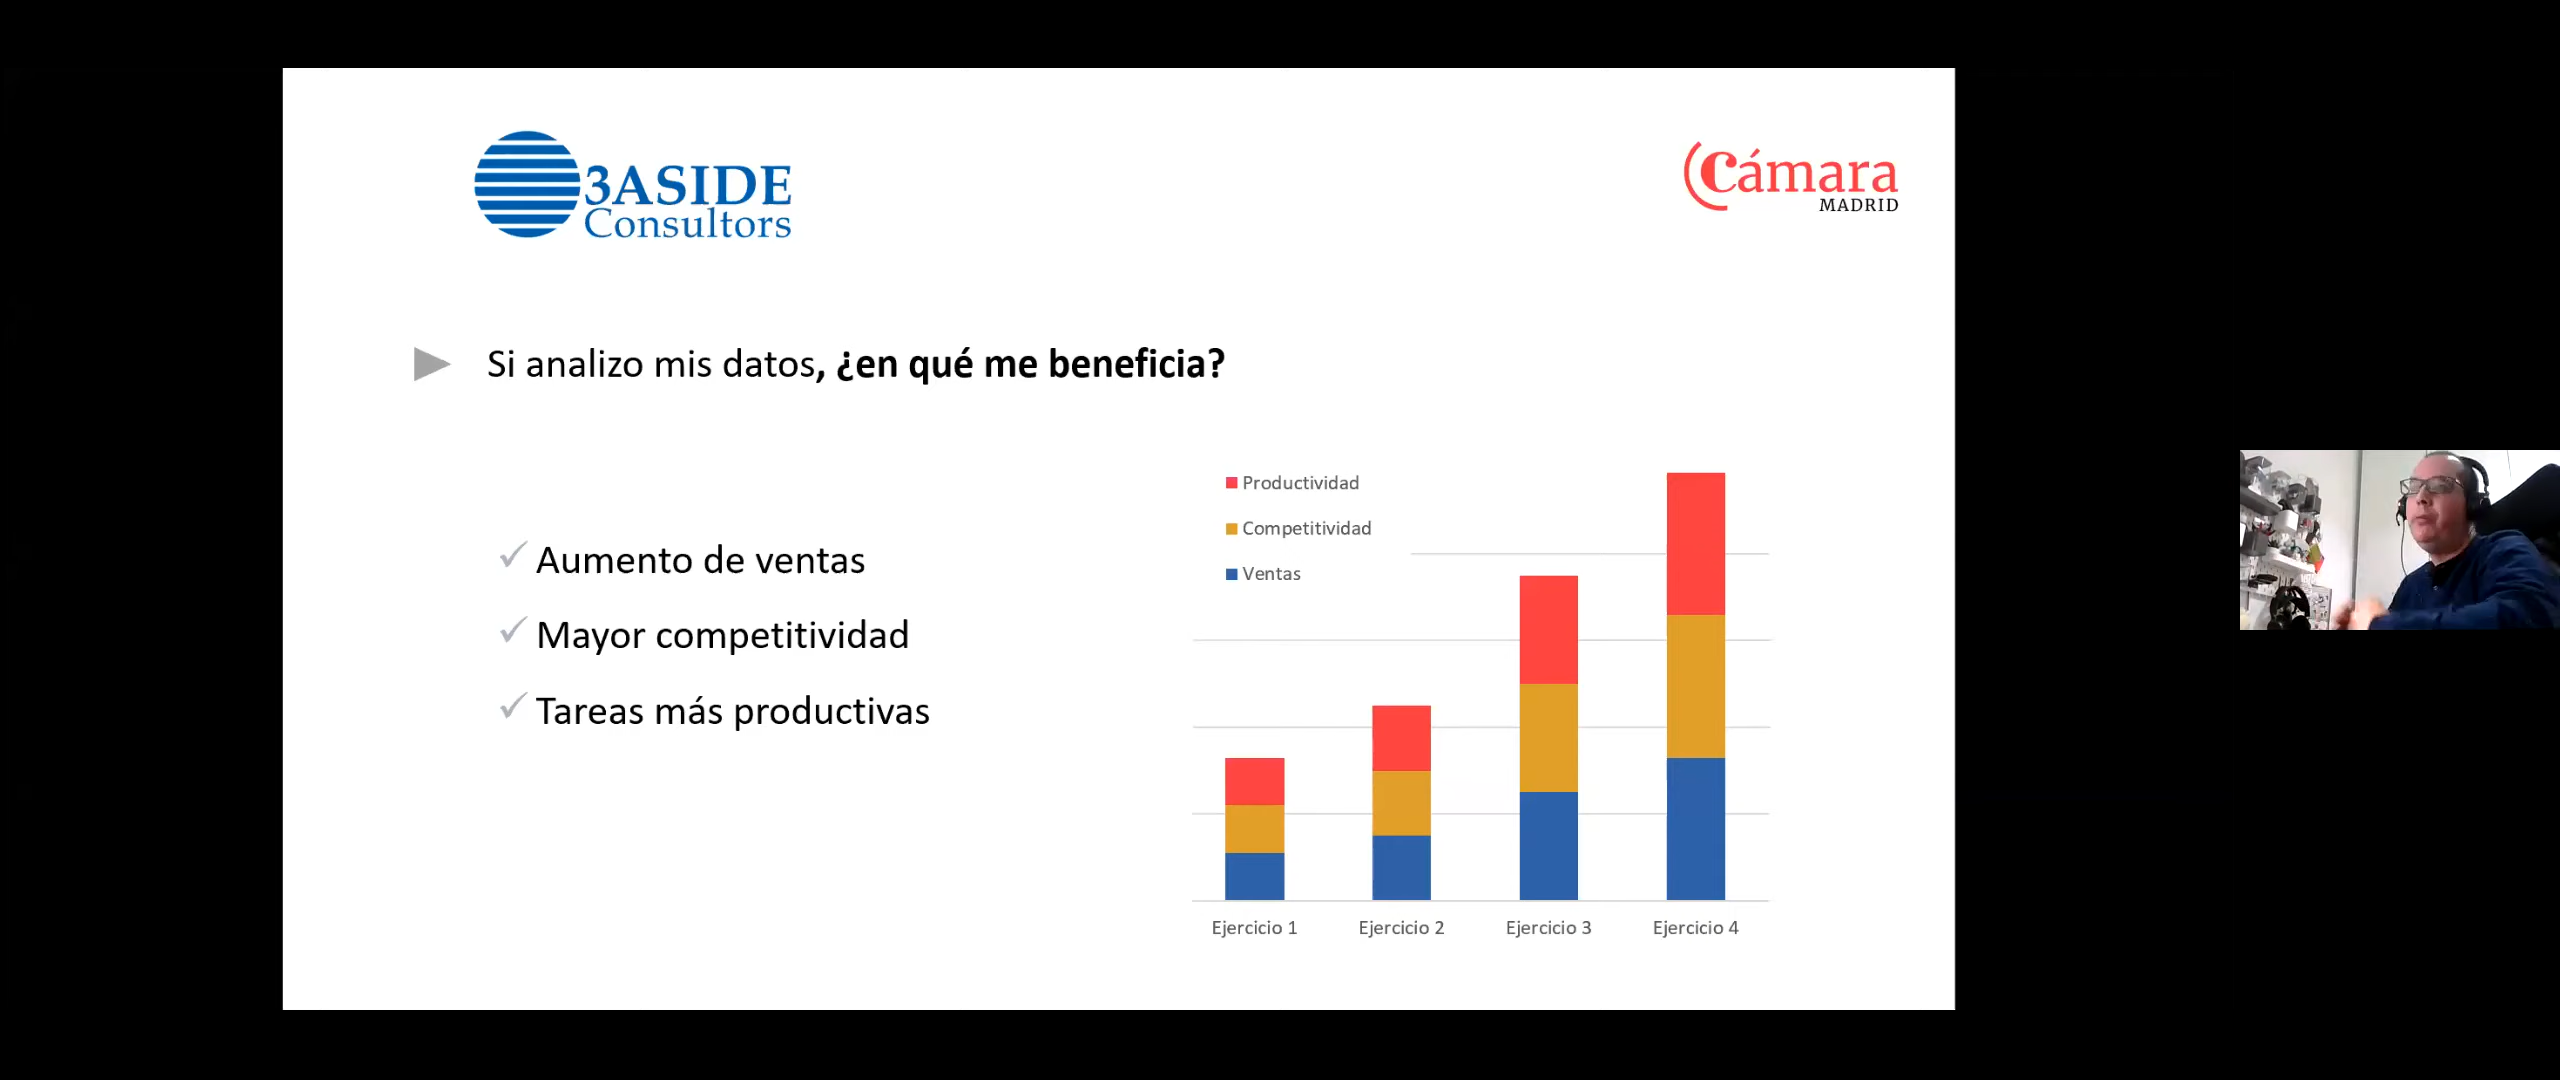 3ASIDE
Consultors
cámara
MADRID
Si analizo mis datos, ¿en qué me beneficia?
Aumento de ventas
Mayor competitividad
Tareas más productivas
Productividad
Competitividad
Ventas
Ejercicio 1
Ejercicio 2
Ejercicio 3
Ejercicio 4